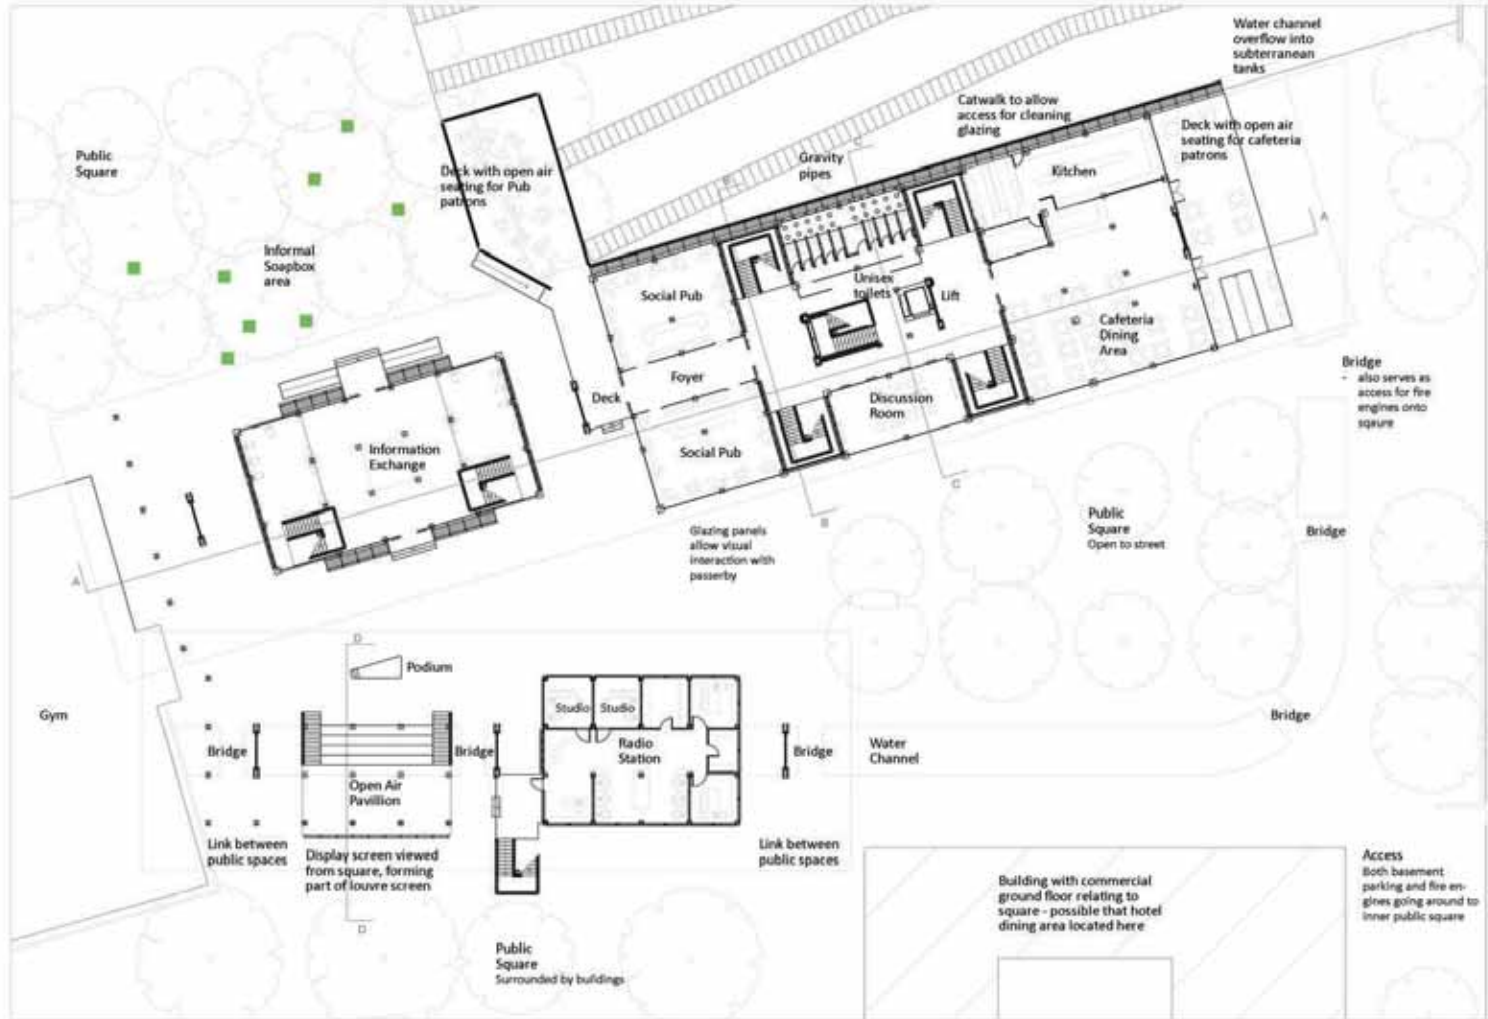 Water channel
overflow into
subterranean
tanks
Catwalk to allow
access for cleaning
glazing
Deck with open air
seating for cafeteria
patrons
Public
Square
Gravity
pipes
Kitchen
Deck with open air
seating for Pub
patrons
C
B
A
Informal
Soapbox
area
Social Pub
Unisex
toilets
Lift
Cafeteria
Dining
Area
Bridge
- also serves as
access for fire
engines onto
sqaure
Foyer
Deck
Discussion
Room
Information
Exchange
Social Pub
C
B
Public
Square
Open to street
Glazing panels
allow visual
interaction with
passerby
Bridge
A
D
Podium
Gym
Studio
Studio
Bridge
Bridge
Bridge
Radio
Station
Bridge
Water
Channel
Open Air
Pavillion
Link between
public spaces
Display screen viewed
from square, forming
part of louvre screen
Link between
public spaces
Access
Both basement
parking and fire en-
gines going around to
inner public square
Building with commercial
ground floor relating to
square - possible that hotel
dining area located here
D
Public
Square
Surrounded by buildings